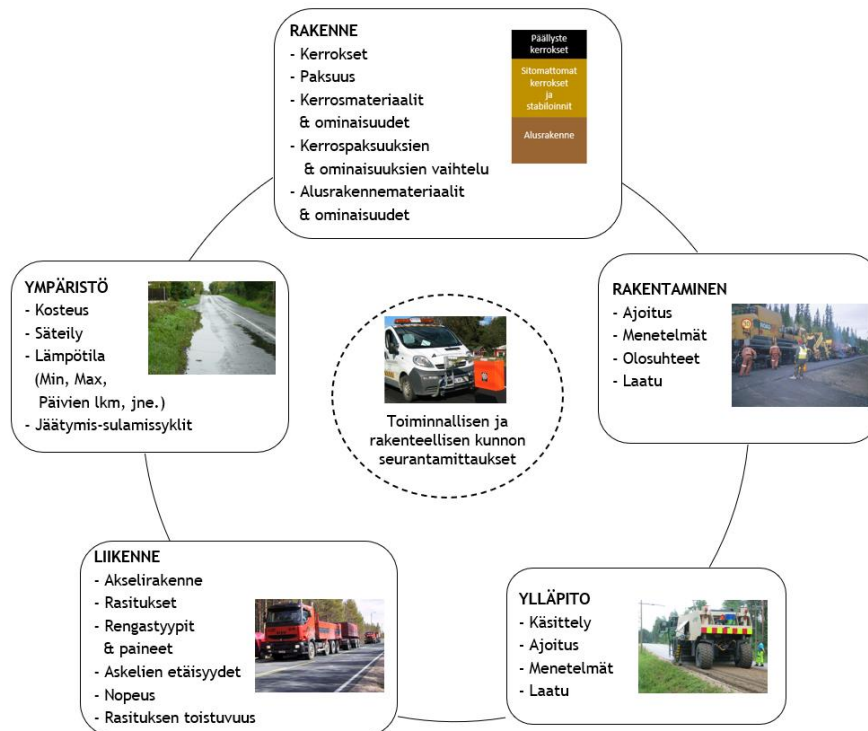 RAKENNE
- Kerrokset
- Paksuus
- Kerrosmateriaalit
& ominaisuudet
- Kerrospaksuuksien
& ominaisuuksien vaihtelu
- Alusrakennemateriaalit
& ominaisuudet
Päällyste
kerrokset
Sitomattomat
kerrokset
ja
stabiloinnit
Alusrakenne
YMPÄRISTÖ
- Kosteus
- Säteily
- Lämpötila
(Min, Max,
Päivien lkm, jne.)
- Jäätymis-sulamissyklit
Toiminnallisen ja
rakenteellisen kunnon
seurantamittaukset
RAKENTAMINEN
- Ajoitus
- Menetelmät
- Olosuhteet
- Laatu
LIIKENNE
- Akselirakenne
- Rasitukset
- Rengastyypit
& paineet
- Askelien etäisyydet
- Nopeus
- Rasituksen toistuvuus
YLLÄPITO
- Käsittely
- Ajoitus
- Menetelmät
- Laatu